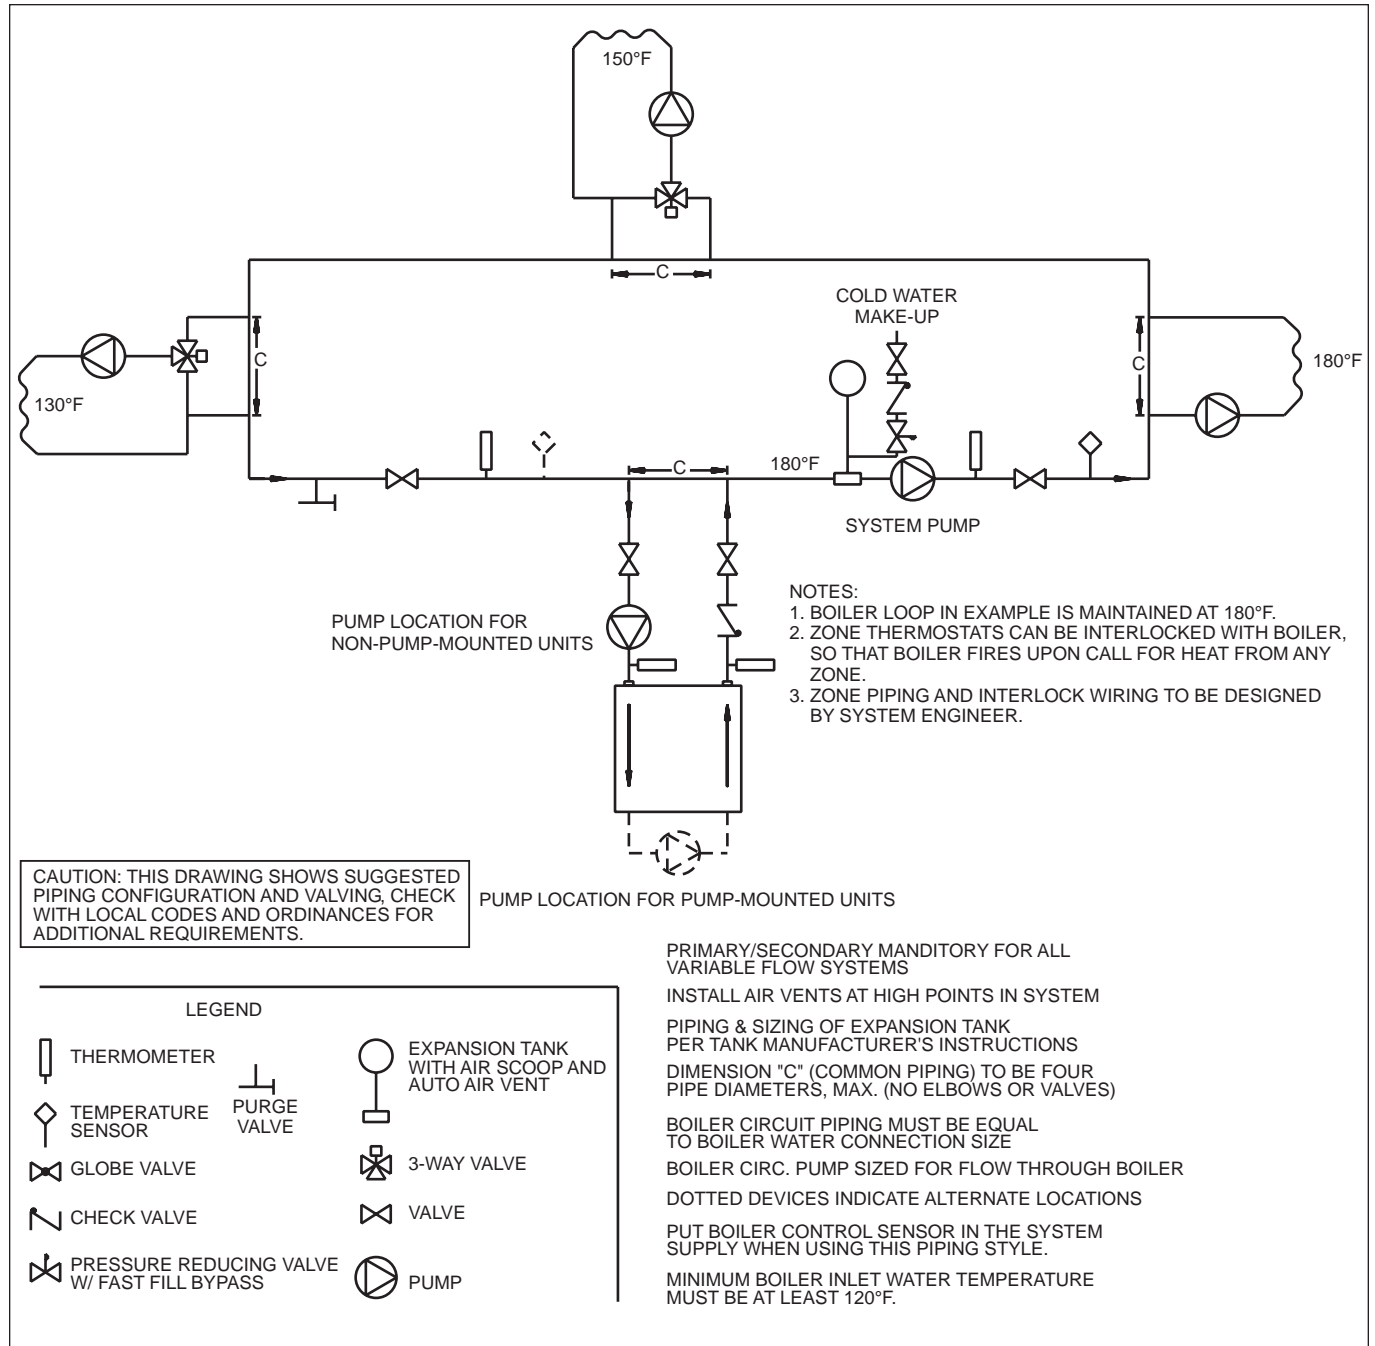 150°F
C
COLD WATER
MAKE-UP
C
C
180°F
130°F
C
180°F
SYSTEM PUMP
PUMP LOCATION FOR
NON-PUMP-MOUNTED UNITS
NOTES:
1. BOILER LOOP IN EXAMPLE IS MAINTAINED AT 180°F.
2. ZONE THERMOSTATS CAN BE INTERLOCKED WITH BOILER,
SO THAT BOILER FIRES UPON CALL FOR HEAT FROM ANY
ZONE.
3. ZONE PIPING AND INTERLOCK WIRING TO BE DESIGNED
BY SYSTEM ENGINEER.
CAUTION: THIS DRAWING SHOWS SUGGESTED
PIPING CONFIGURATION AND VALVING, CHECK
WITH LOCAL CODES AND ORDINANCES FOR
ADDITIONAL REQUIREMENTS.
PUMP LOCATION FOR PUMP-MOUNTED UNITS
LEGEND
THERMOMETER
TEMPERATURE
SENSOR
PURGE
VALVE
GLOBE VALVE
CHECK VALVE
PRESSURE REDUCING VALVE
W/ FAST FILL BYPASS
EXPANSION TANK
WITH AIR SCOOP AND
AUTO AIR VENT
3-WAY VALVE
VALVE
PUMP
PRIMARY/SECONDARY MANDITORY FOR ALL
VARIABLE FLOW SYSTEMS
INSTALL AIR VENTS AT HIGH POINTS IN SYSTEM
PIPING & SIZING OF EXPANSION TANK
PER TANK MANUFACTURER'S INSTRUCTIONS
DIMENSION "C" (COMMON PIPING) TO BE FOUR
PIPE DIAMETERS, MAX. (NO ELBOWS OR VALVES)
BOILER CIRCUIT PIPING MUST BE EQUAL
TO BOILER WATER CONNECTION SIZE
BOILER CIRC. PUMP SIZED FOR FLOW THROUGH BOILER
DOTTED DEVICES INDICATE ALTERNATE LOCATIONS
PUT BOILER CONTROL SENSOR IN THE SYSTEM
SUPPLY WHEN USING THIS PIPING STYLE.
MINIMUM BOILER INLET WATER TEMPERATURE
MUST BE AT LEAST 120°F.